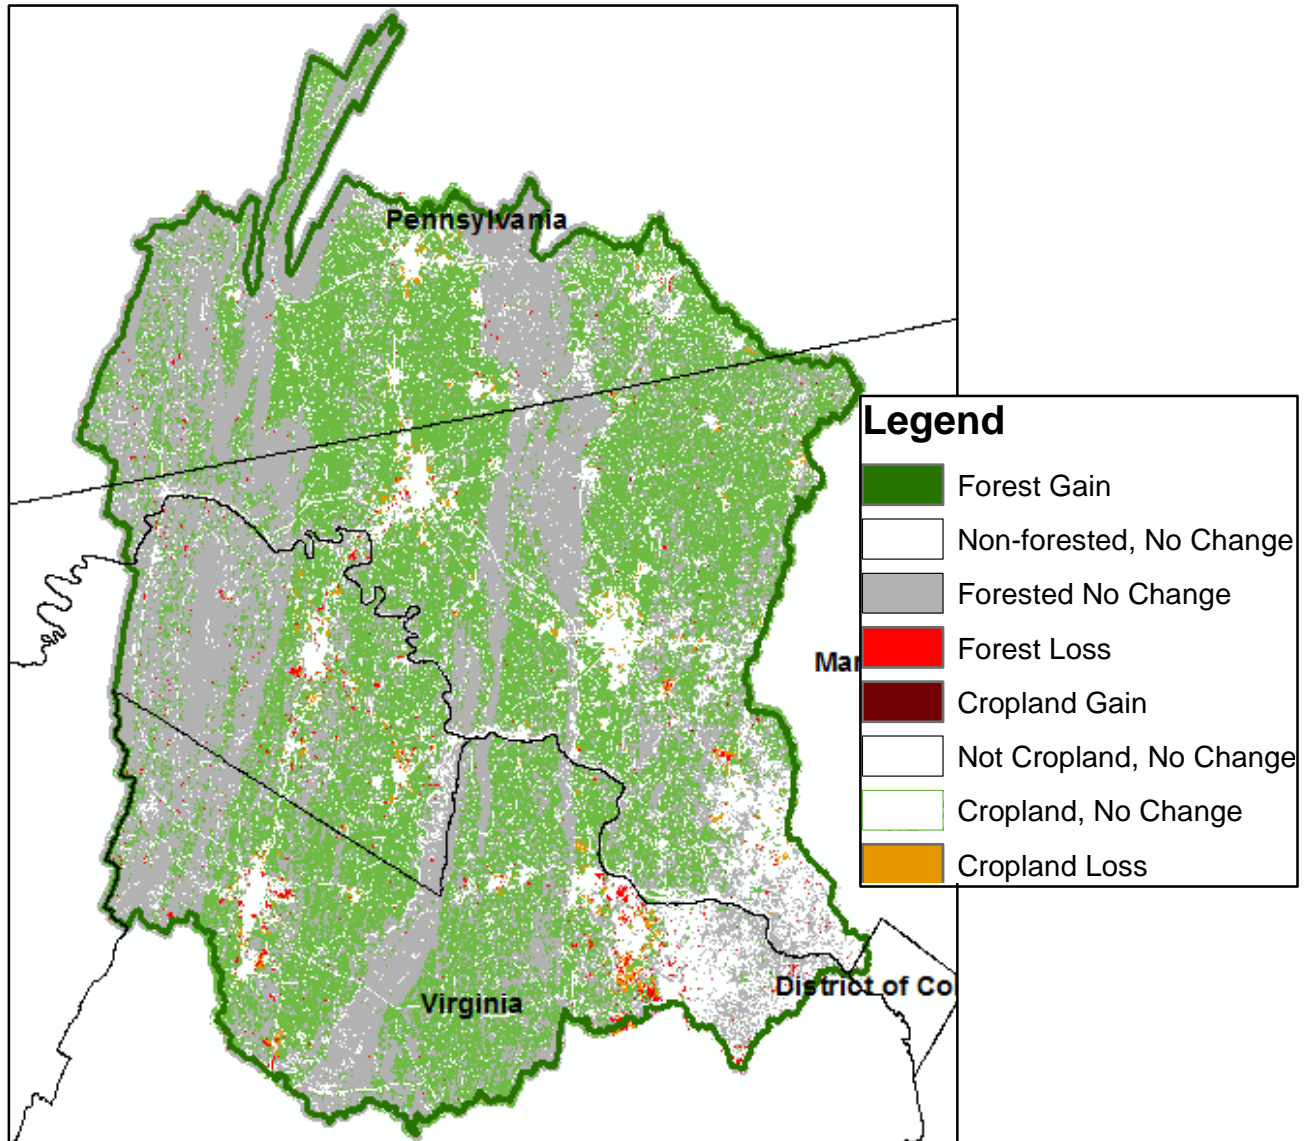 Pennsylvania
Legend
Forest Gain
Non-forested, No Change
Forested No Change
Forest Loss
Mar
Cropland Gain
Not Cropland, No Change
Cropland, No Change
Cropland Loss
District of Co
Virginia